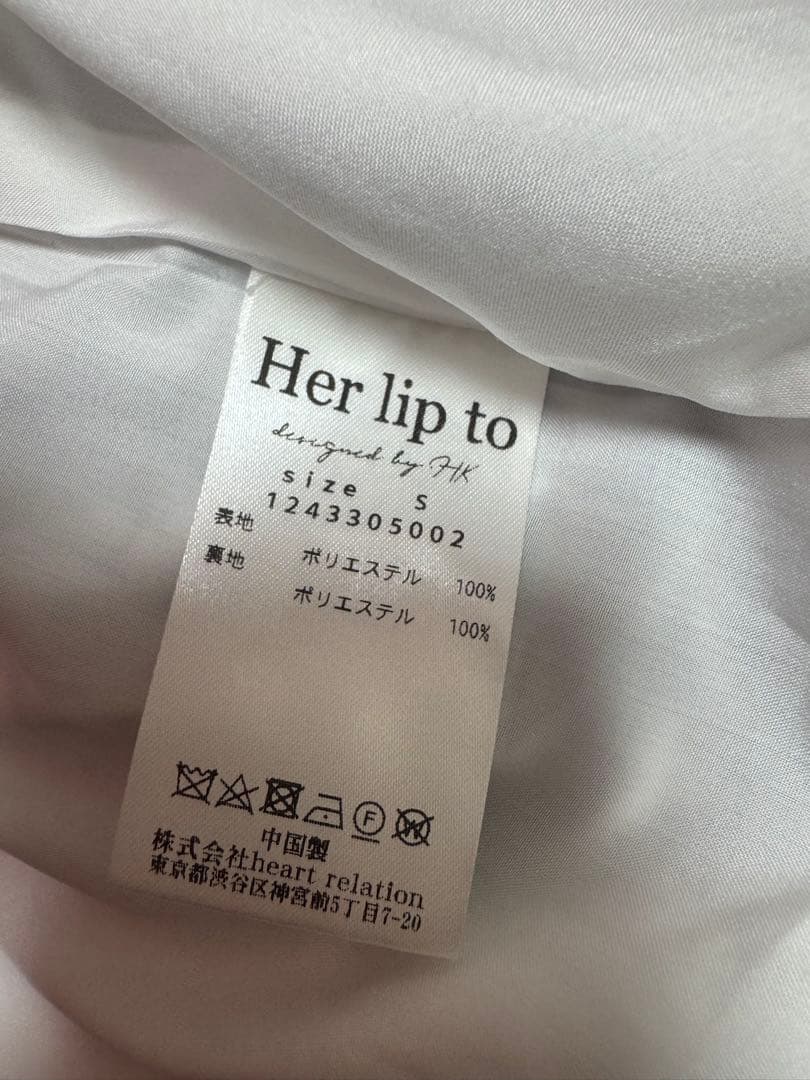 Her lip to
designed by HK
size S
1243305002
表地 ポリエステル 100%
裏地 ポリエステル 100%
F
W
中国製
株式会社heart relation
東京都渋谷区神宮前5丁目7-20